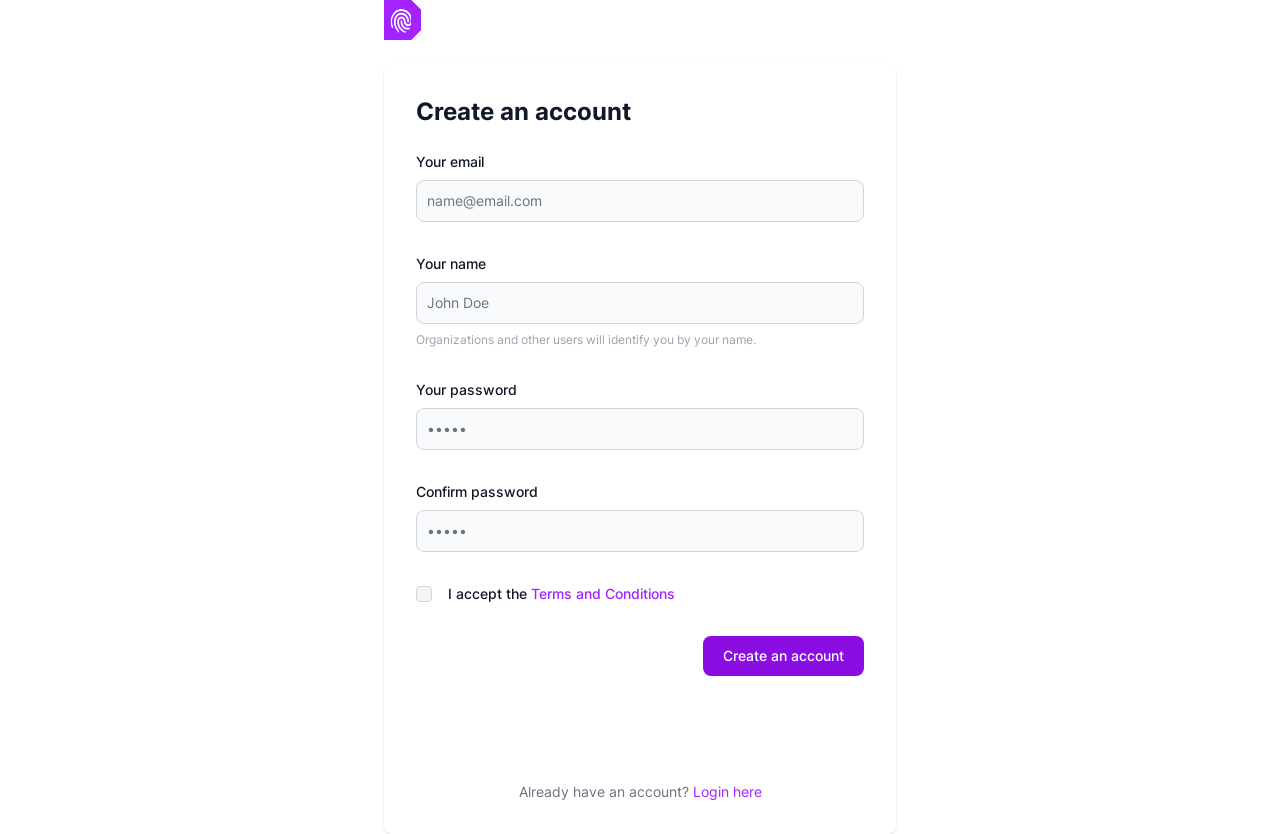 Create an account
Your email
name@email.com
Your name
John Doe
Organizations and other users will identify you by your name.
Your password
•••••
Confirm password
•••••
I accept the Terms and Conditions
Create an account
Already have an account? Login here